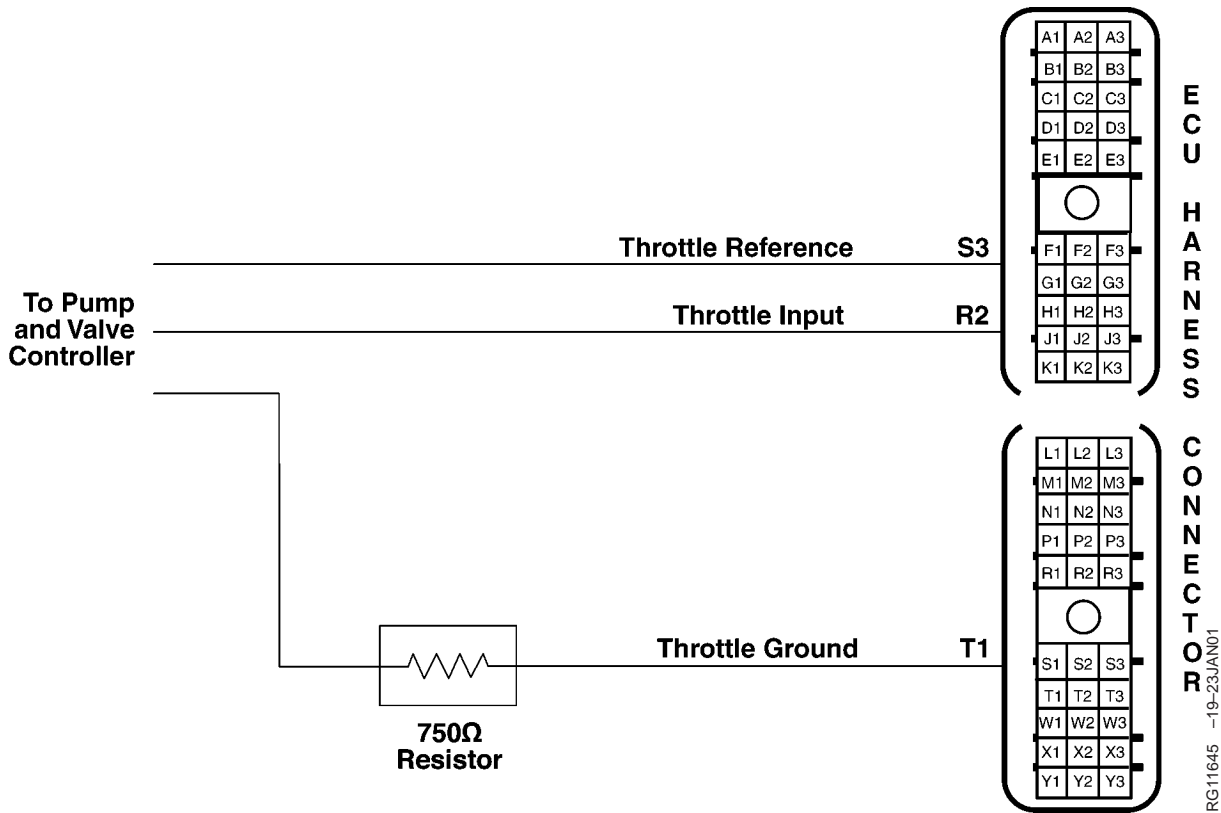 Throttle Reference S3
Throttle Input R2
To Pump
and Valve
Controller
Throttle Ground T1
750Ω
Resistor
A1 A2 A3
B1 B2 B3
C1 C2 C3
D1 D2 D3
E1 E2 E3
F1 F2 F3
G1 G2 G3
H1 H2 H3
J1 J2 J3
K1 K2 K3
L1 L2 L3
M1 M2 M3
N1 N2 N3
P1 P2 P3
R1 R2 R3
S1 S2 S3
T1 T2 T3
W1 W2 W3
X1 X2 X3
Y1 Y2 Y3
ECU HARNESS CONNECTOR
RG11645 –19–23JAN01